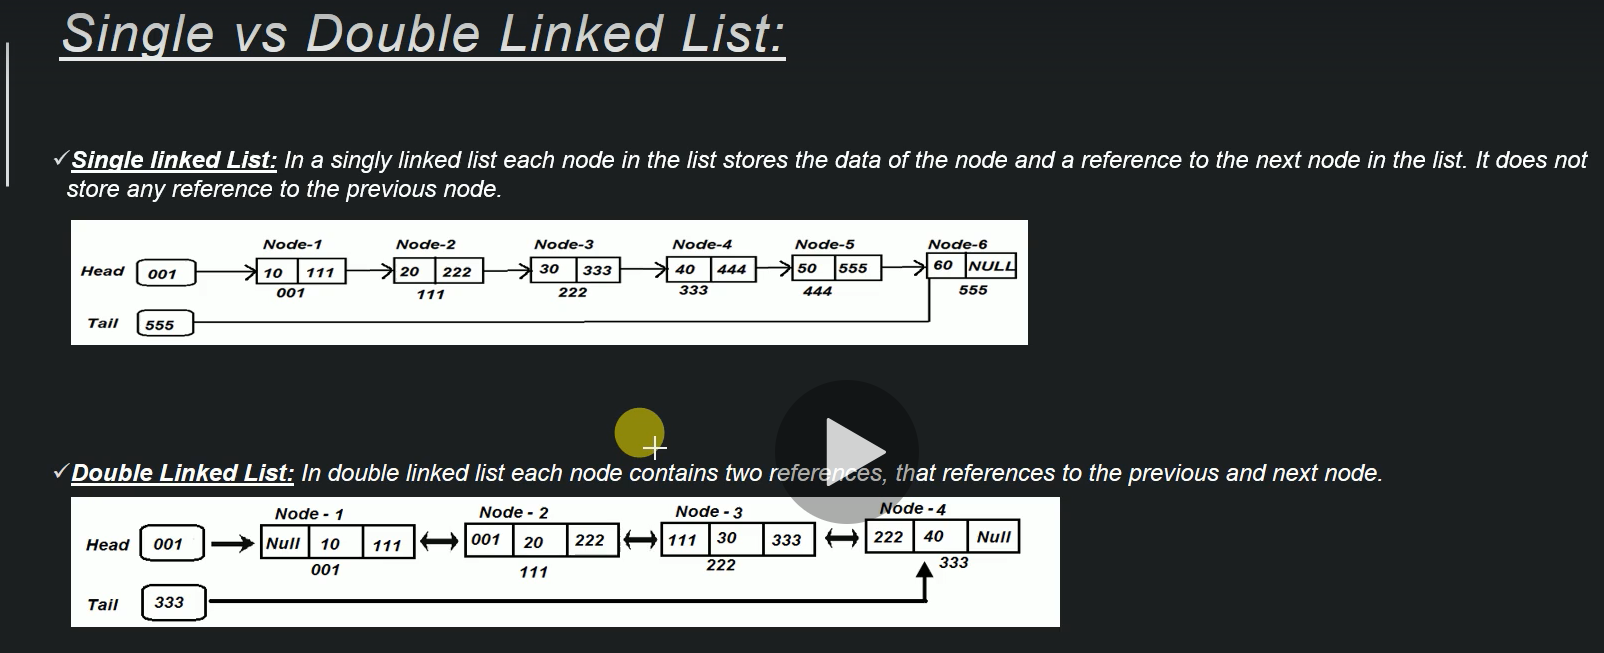 Single vs Double Linked List:
✓Single linked List: In a singly linked list each node in the list stores the data of the node and a reference to the next node in the list. It does not
store any reference to the previous node.
Node-1 Node-2 Node-3 Node-4 Node-5 Node-6
Head 001 10 111 20 222 30 333 40 444 50 555 60 NULL
001 111 222 333 444 555
Tail 555
✓Double Linked List: In double linked list each node contains two references, that references to the previous and next node.
Node - 1 Node - 2 Node - 3 Node - 4
Head 001 Null 10 111 001 20 222 111 30 333 222 40 Null
001 111 222 333
Tail 333